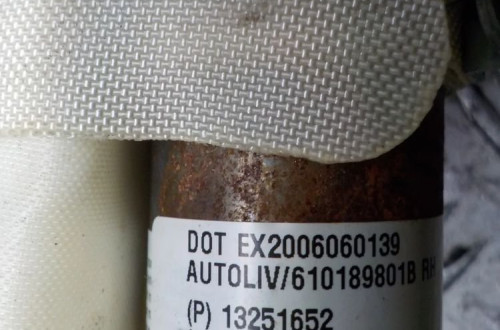 DOT EX2006060139
AUTOLIV/610189801B RH
(P) 13251652